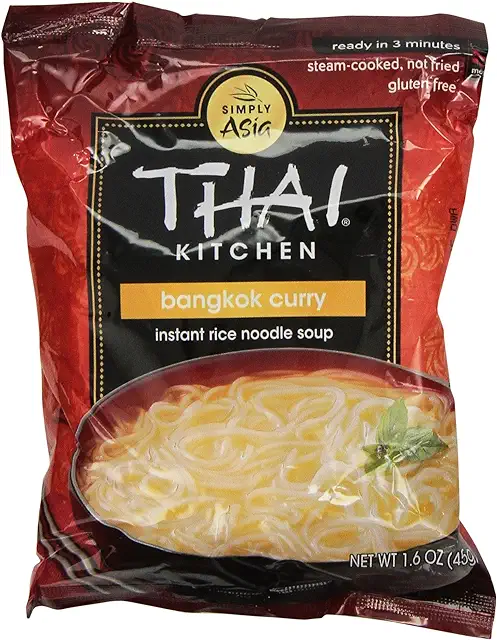 ready in 3 minutes
steam-cooked, not fried
gluten free
SIMPLY
Asia
THAI®
KITCHEN
bangkok curry
instant rice noodle soup
NET WT 1.6 OZ (45g